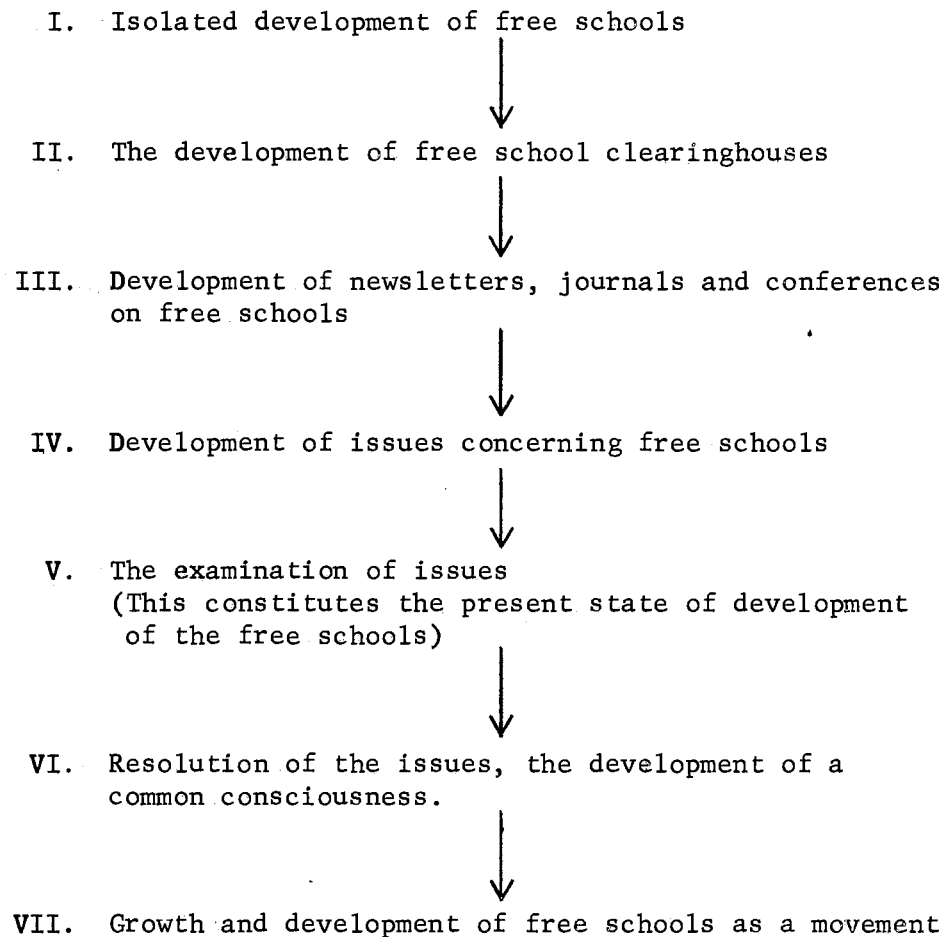 I. Isolated development of free schools
II. The development of free school clearinghouses
III. Development of newsletters, journals and conferences
on free schools
IV. Development of issues concerning free schools
V. The examination of issues
(This constitutes the present state of development
of the free schools)
VI. Resolution of the issues, the development of a
common consciousness.
VII. Growth and development of free schools as a movement